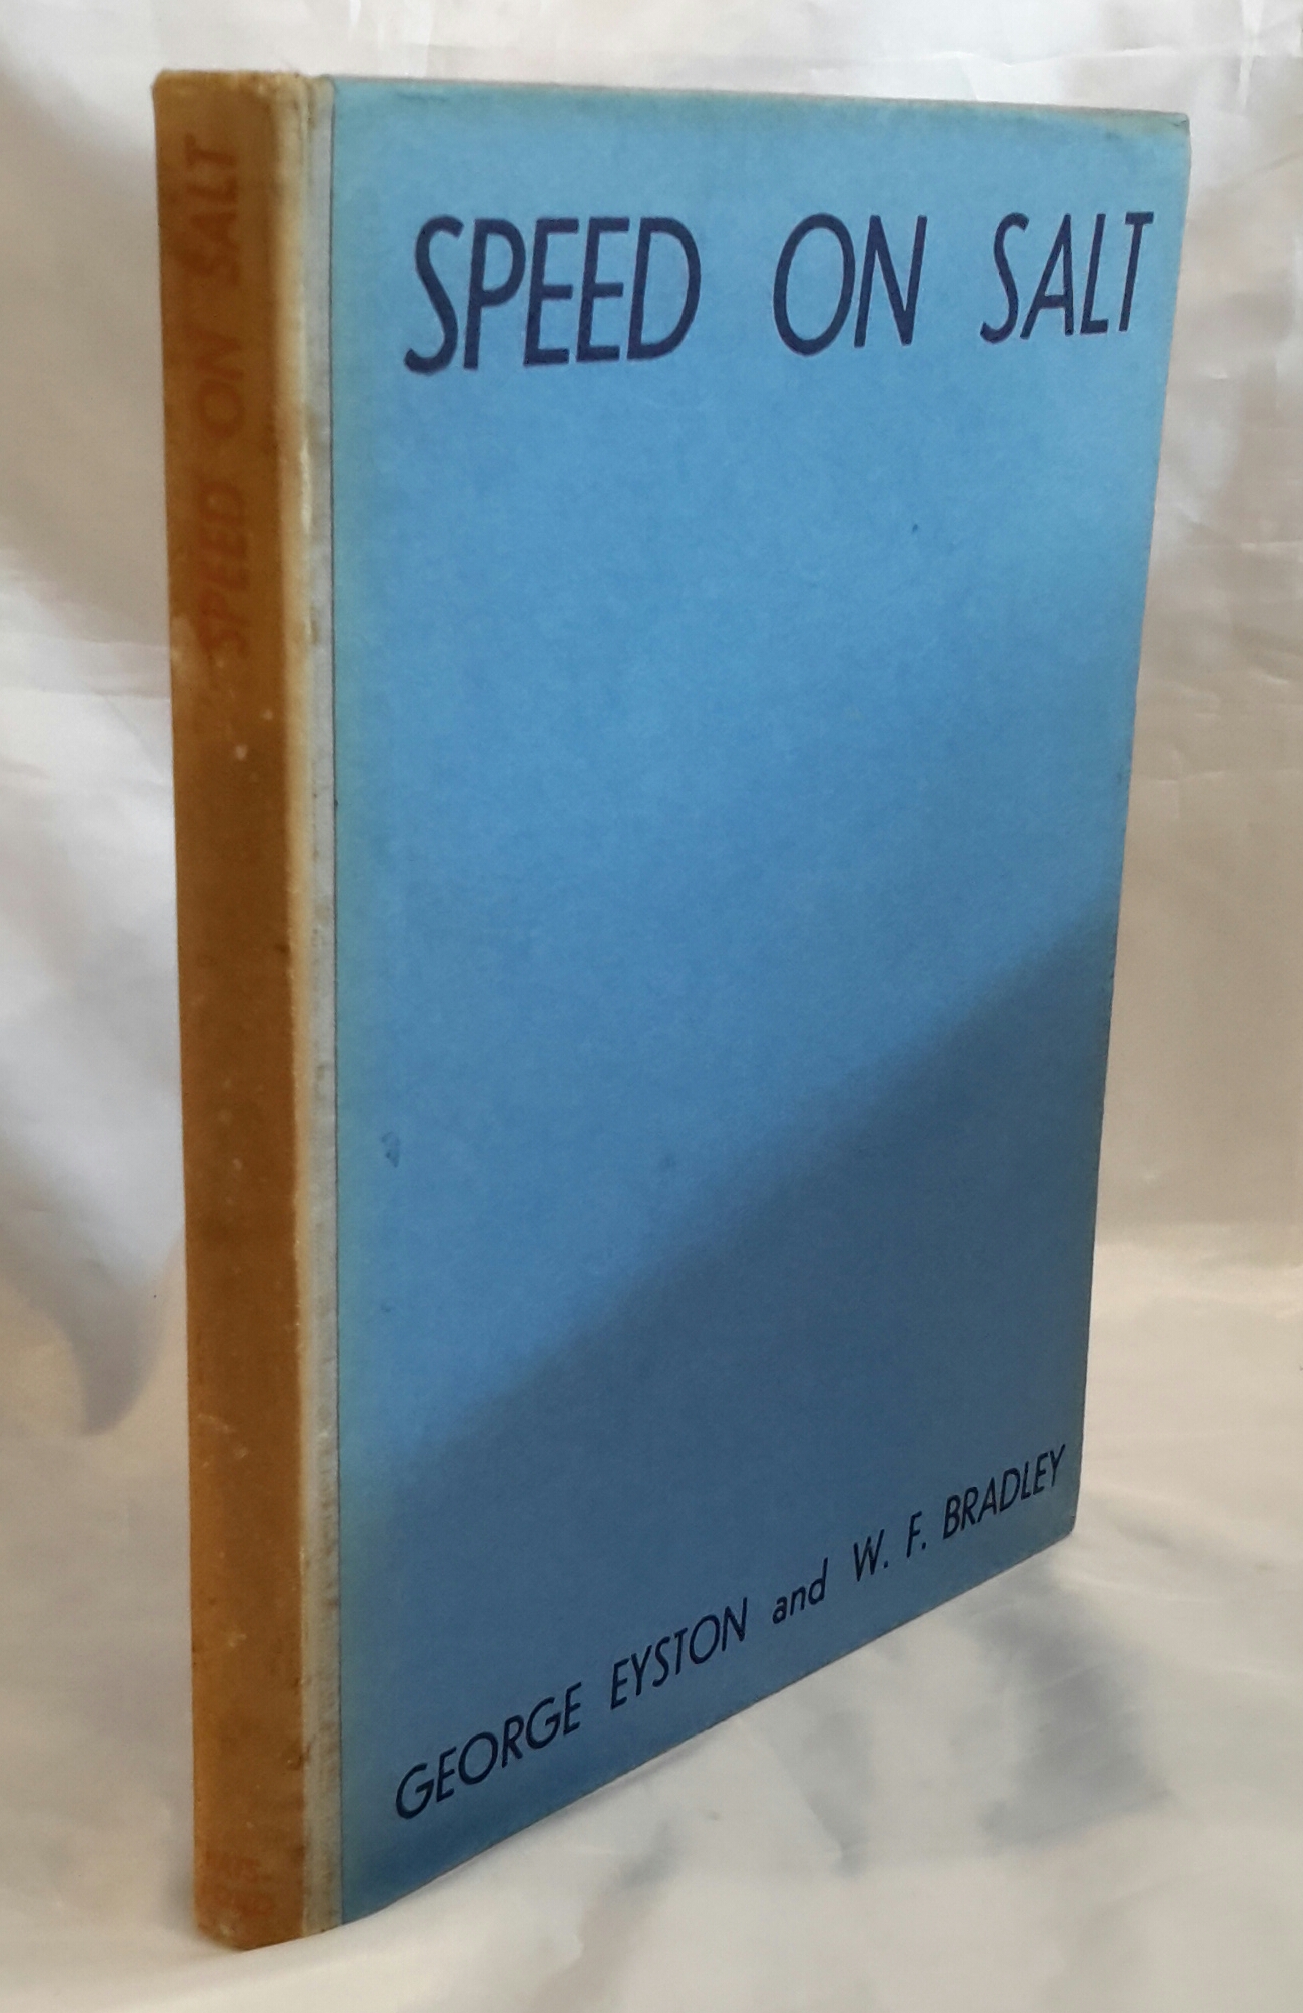 SPEED ON SALT
SPEED ON SALT
GEORGE EYSTON and W. F. BRADLEY